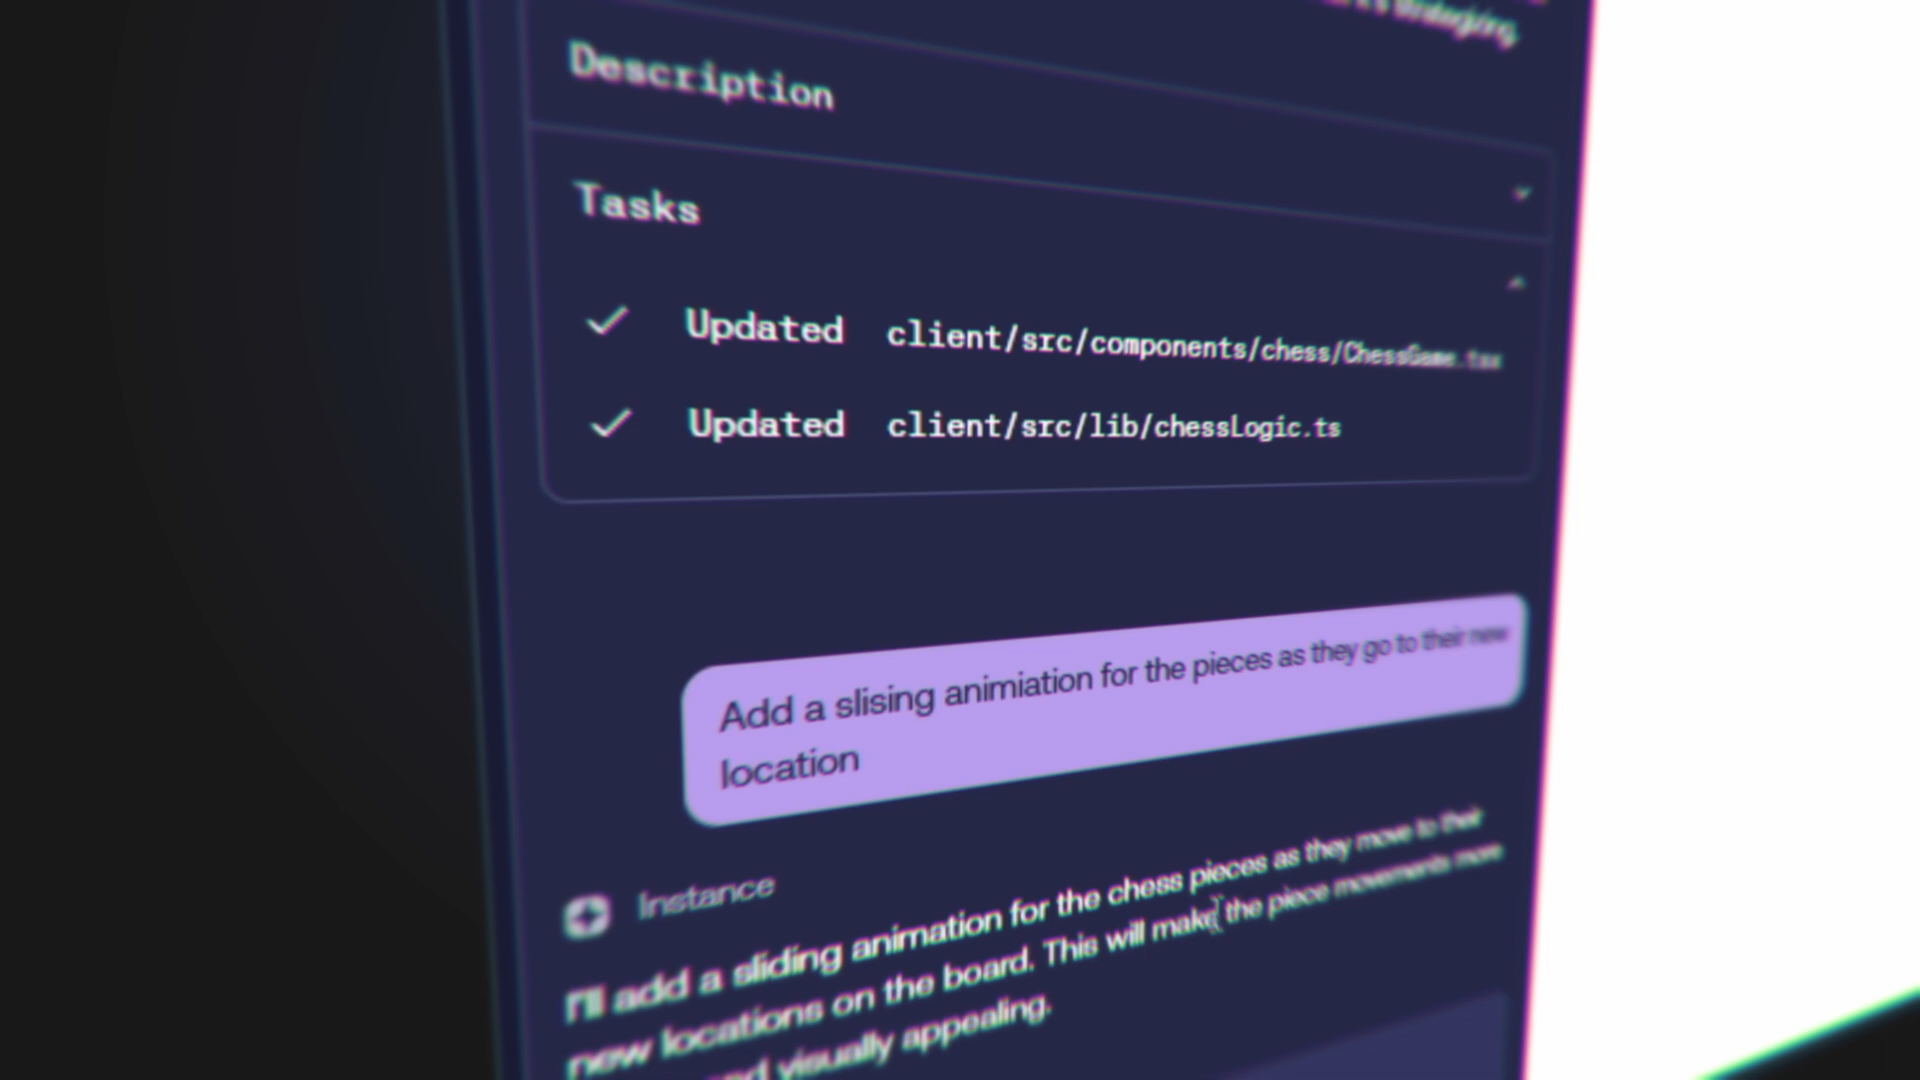 Description
Tasks
Updated client/src/components/chess/ChessGame.tsx
Updated client/src/lib/chessLogic.ts
Add a slising animiation for the pieces as they go to their new
location
Instance
I'll add a sliding animation for the chess pieces as they move to their
new locations on the board. This will make the piece movements more
visually appealing.